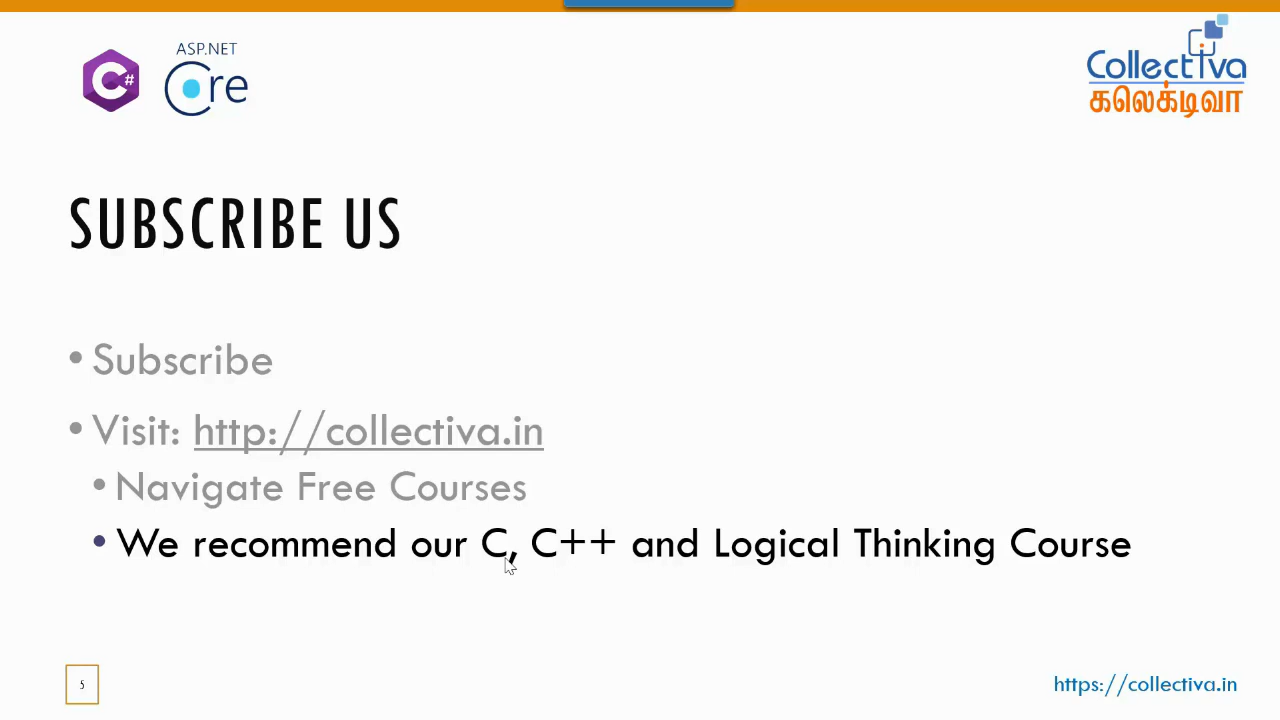 C#
ASP.NET
Core
Collectiva
கலெக்டிவா
SUBSCRIBE US
• Subscribe
• Visit: http://collectiva.in
• Navigate Free Courses
• We recommend our C, C++ and Logical Thinking Course
5
https://collectiva.in